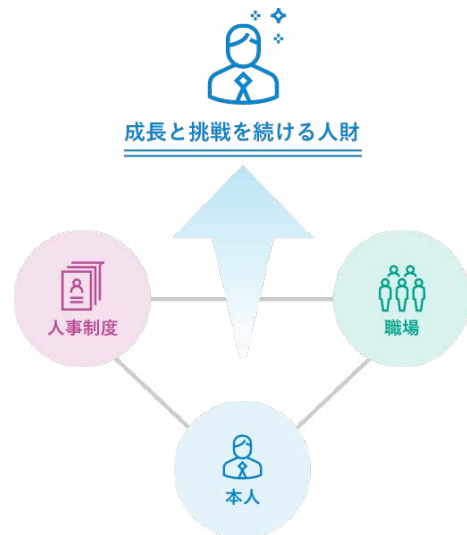 成長と挑戦を続ける人財
人事制度
職場
本人